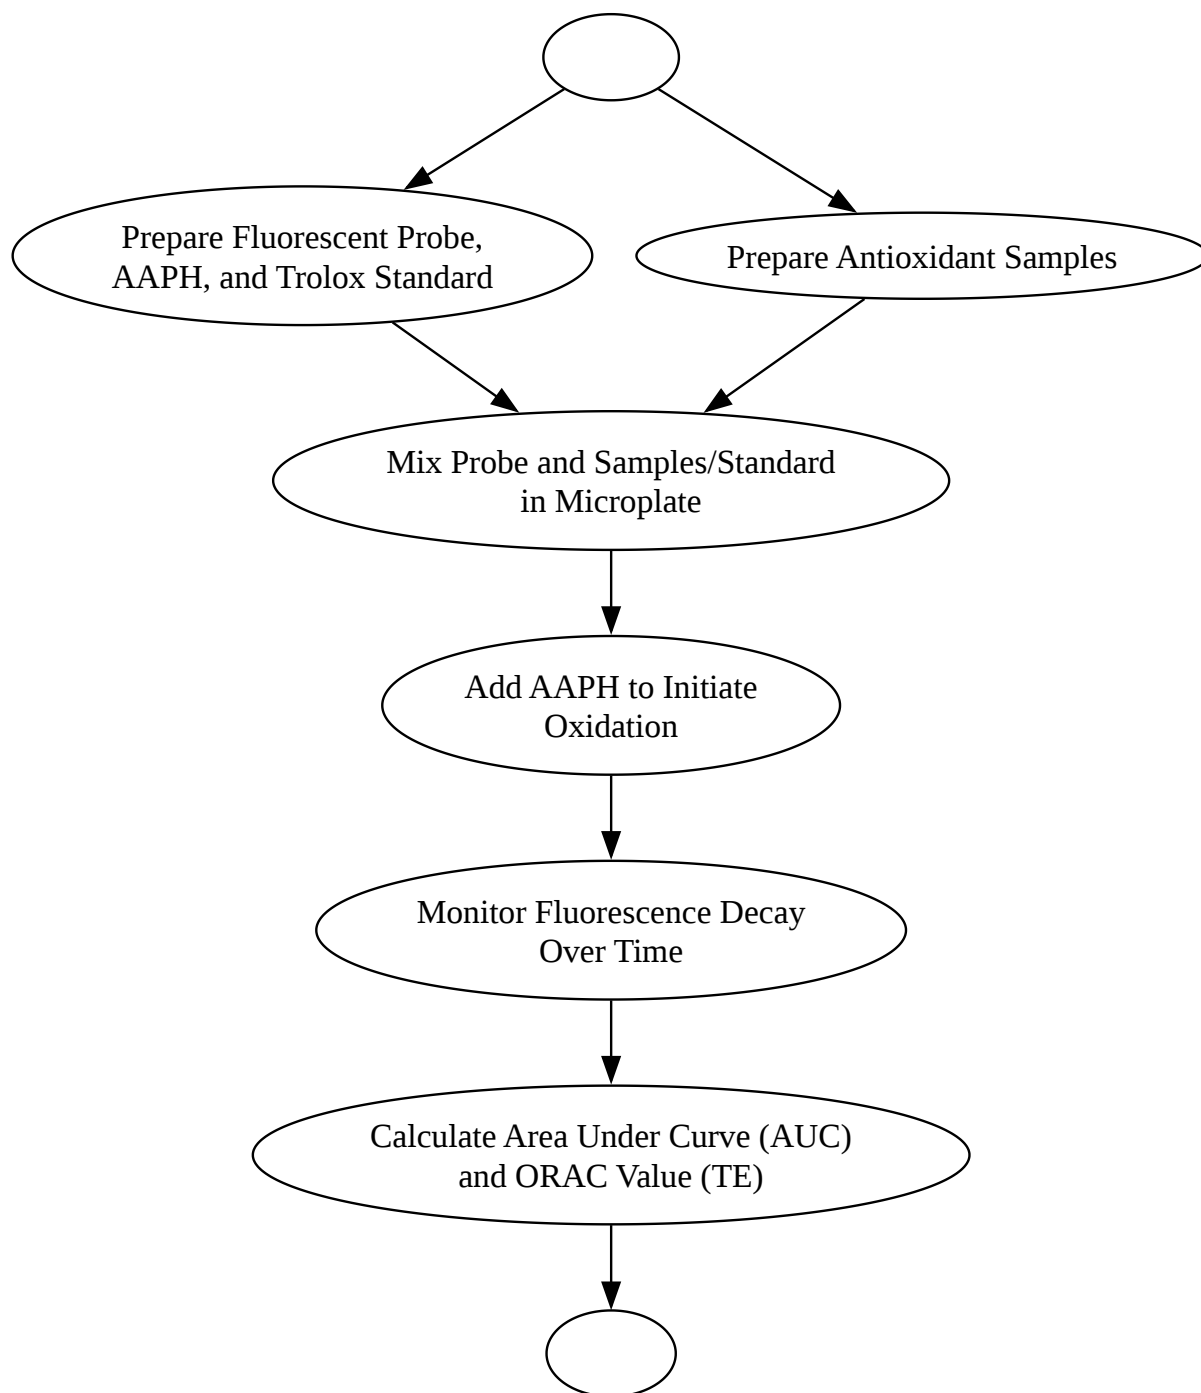 Prepare Fluorescent Probe,
AAPH, and Trolox Standard
Prepare Antioxidant Samples
Mix Probe and Samples/Standard
in Microplate
Add AAPH to Initiate
Oxidation
Monitor Fluorescence Decay
Over Time
Calculate Area Under Curve (AUC)
and ORAC Value (TE)